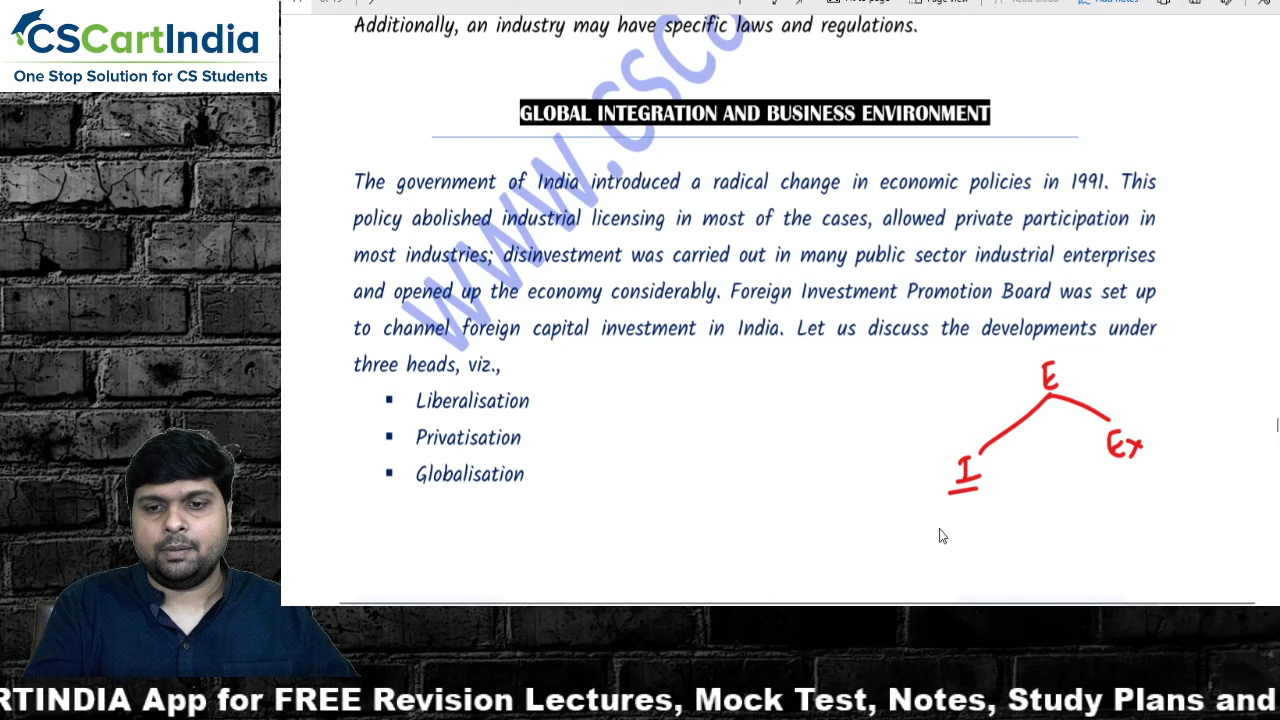 CSCartIndia
One Stop Solution for CS Students
Additionally, an industry may have specific laws and regulations.
GLOBAL INTEGRATION AND BUSINESS ENVIRONMENT
The government of India introduced a radical change in economic policies in 1991. This
policy abolished industrial licensing in most of the cases, allowed private participation in
most industries; disinvestment was carried out in many public sector industrial enterprises
and opened up the economy considerably. Foreign Investment Promotion Board was set up
to channel foreign capital investment in India. Let us discuss the developments under
three heads, viz.,
▪ Liberalisation
▪ Privatisation
▪ Globalisation
E
I
Ex
www.csCa
RTINDIA App for FREE Revision Lectures, Mock Test, Notes, Study Plans and